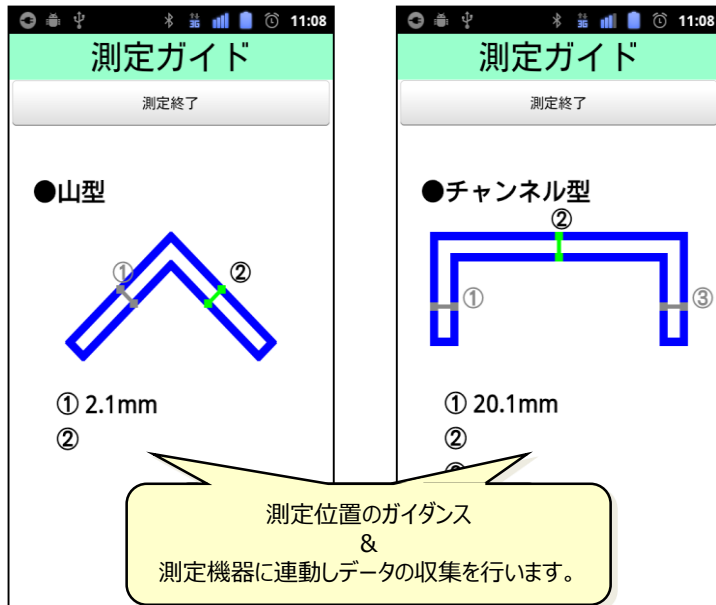 3G 11:08
測定ガイド
測定終了
●山型
①
②
① 2.1mm
②
3G 11:08
測定ガイド
測定終了
●チャンネル型
②
①
③
① 20.1mm
②
測定位置のガイダンス
&
測定機器に連動しデータの収集を行います。